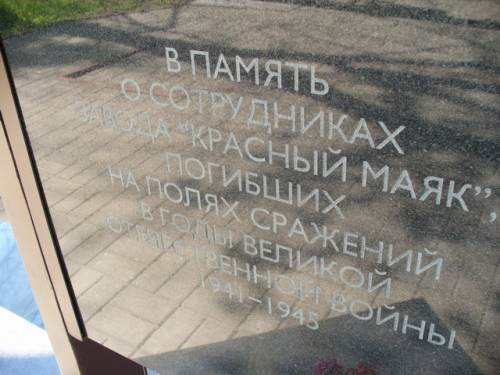 В ПАМЯТЬ
О СОТРУДНИКАХ
ЗАВОДА "КРАСНЫЙ МАЯК",
ПОГИБШИХ
НА ПОЛЯХ СРАЖЕНИЙ
В ГОДЫ ВЕЛИКОЙ
ОТЕЧЕСТВЕННОЙ ВОЙНЫ
1941–1945